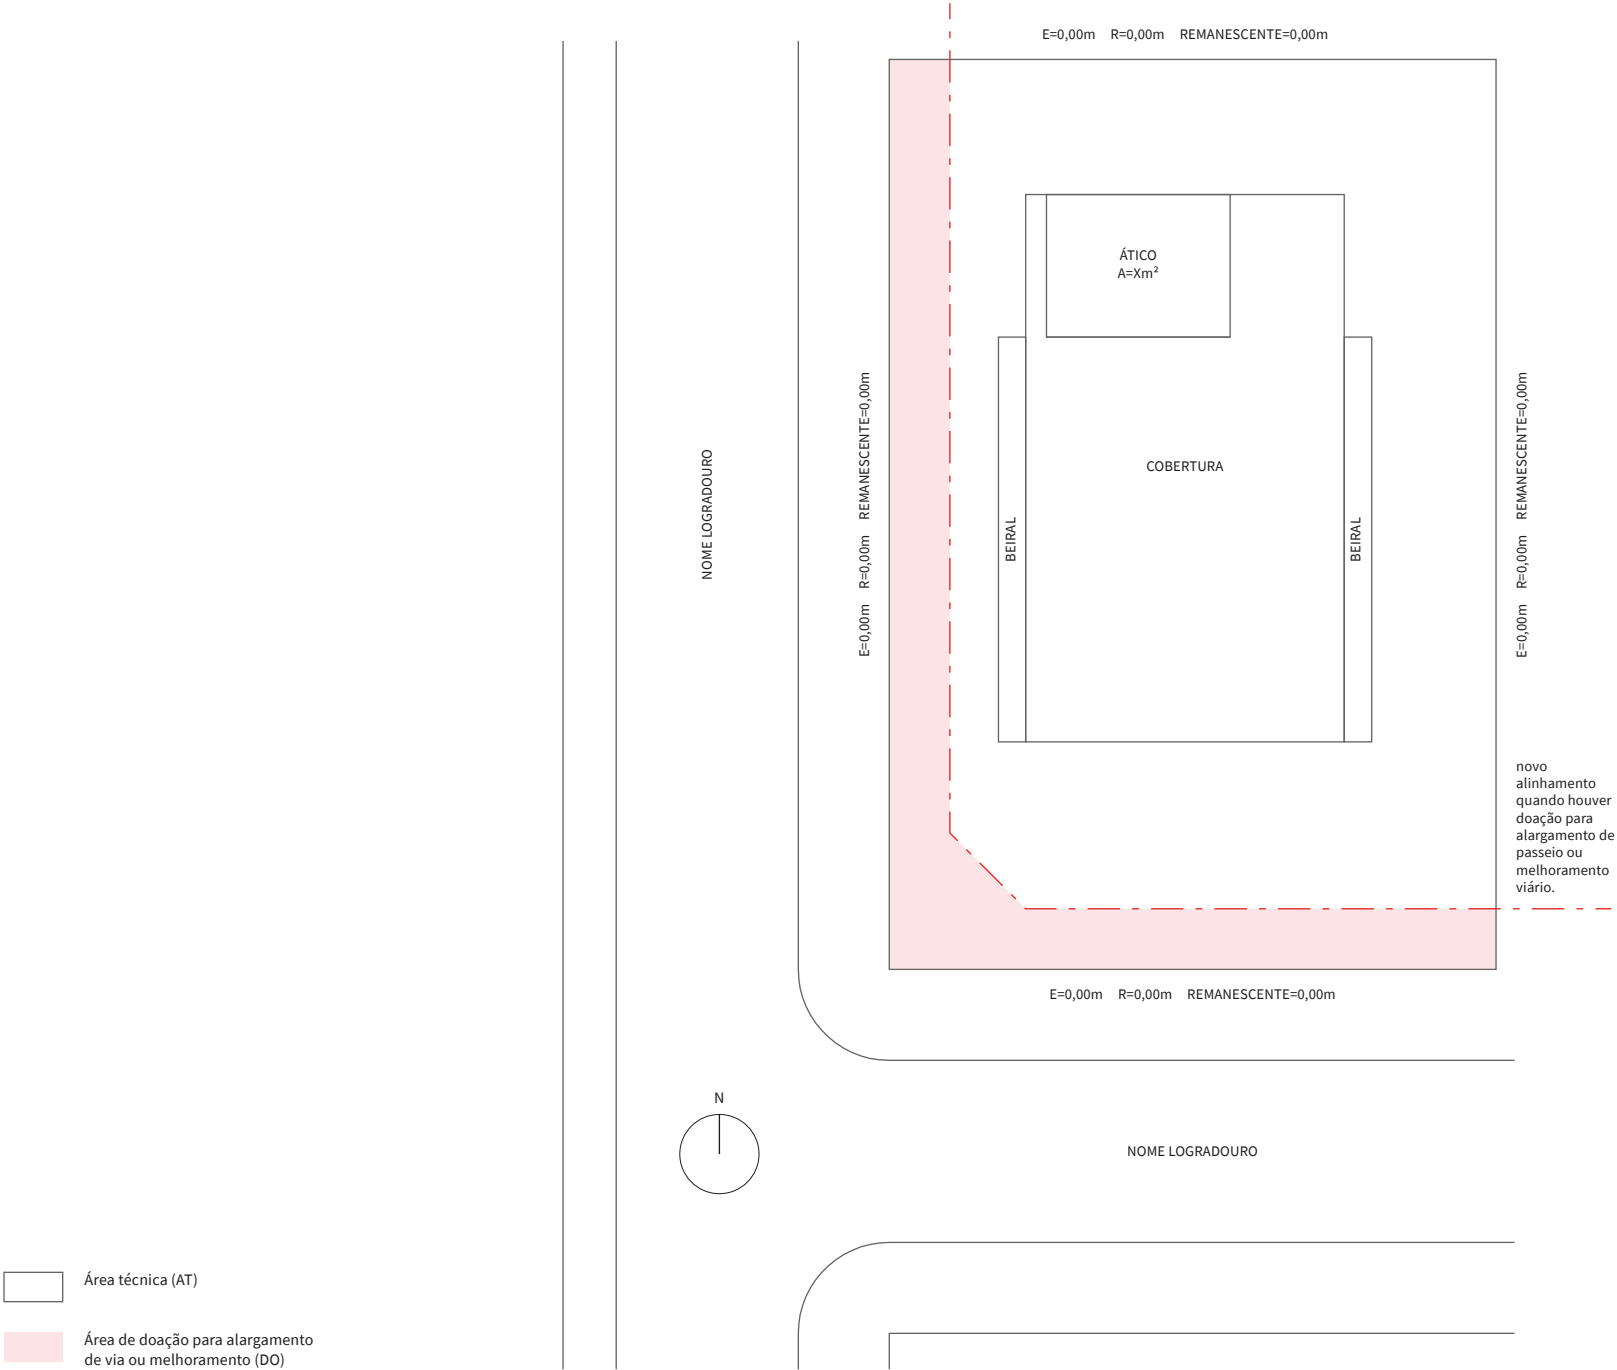 E=0,00m R=0,00m REMANESCENTE=0,00m
ÁTICO
A=Xm²
COBERTURA
BEIRAL
BEIRAL
NOME LOGRADOURO
E=0,00m R=0,00m REMANESCENTE=0,00m
E=0,00m R=0,00m REMANESCENTE=0,00m
novo
alinhamento
quando houver
doação para
alargamento de
passeio ou
melhoramento
viário.
E=0,00m R=0,00m REMANESCENTE=0,00m
N
NOME LOGRADOURO
Área técnica (AT)
Área de doação para alargamento
de via ou melhoramento (DO)